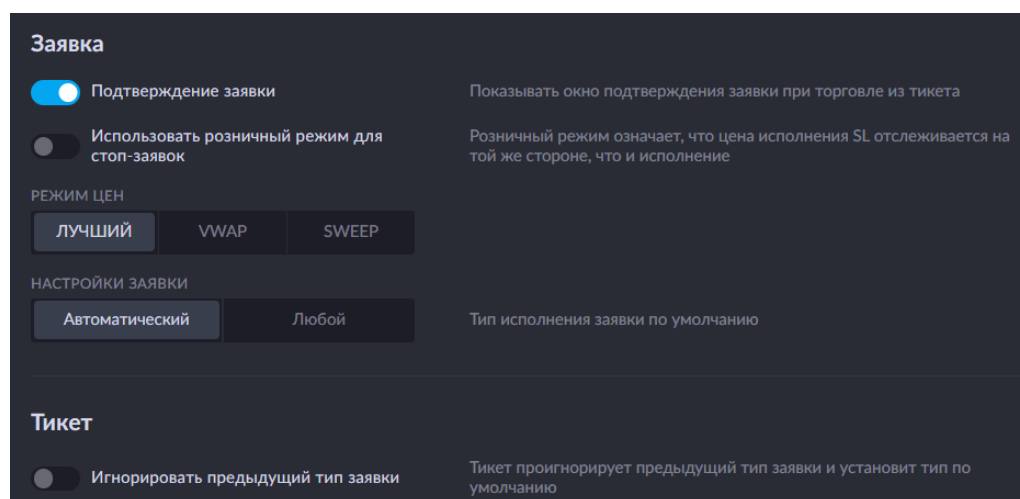 Заявка
Подтверждение заявки
Показывать окно подтверждения заявки при торговле из тикета
Использовать розничный режим для
стоп-заявок
Розничный режим означает, что цена исполнения SL отслеживается на
той же стороне, что и исполнение
РЕЖИМ ЦЕН
ЛУЧШИЙ VWAP SWEEP
НАСТРОЙКИ ЗАЯВКИ
Автоматический Любой
Тип исполнения заявки по умолчанию
Тикет
Игнорировать предыдущий тип заявки
Тикет проигнорирует предыдущий тип заявки и установит тип по
умолчанию